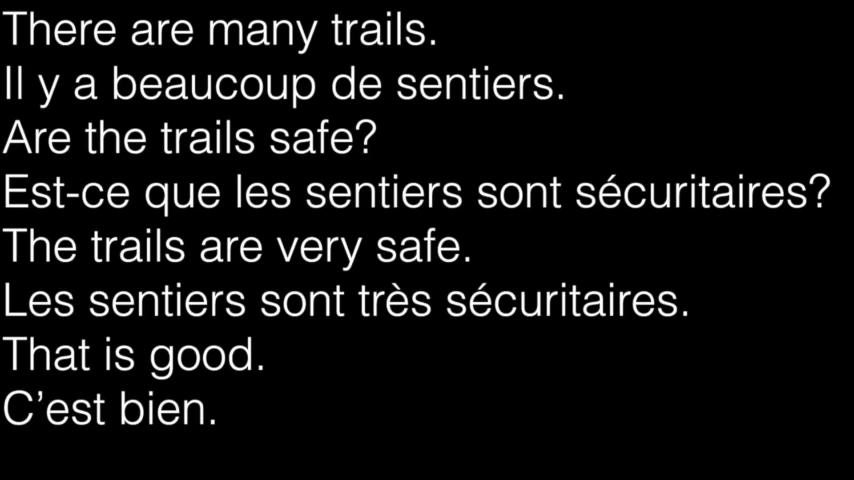 There are many trails.
Il y a beaucoup de sentiers.
Are the trails safe?
Est-ce que les sentiers sont sécuritaires?
The trails are very safe.
Les sentiers sont très sécuritaires.
That is good.
C’est bien.